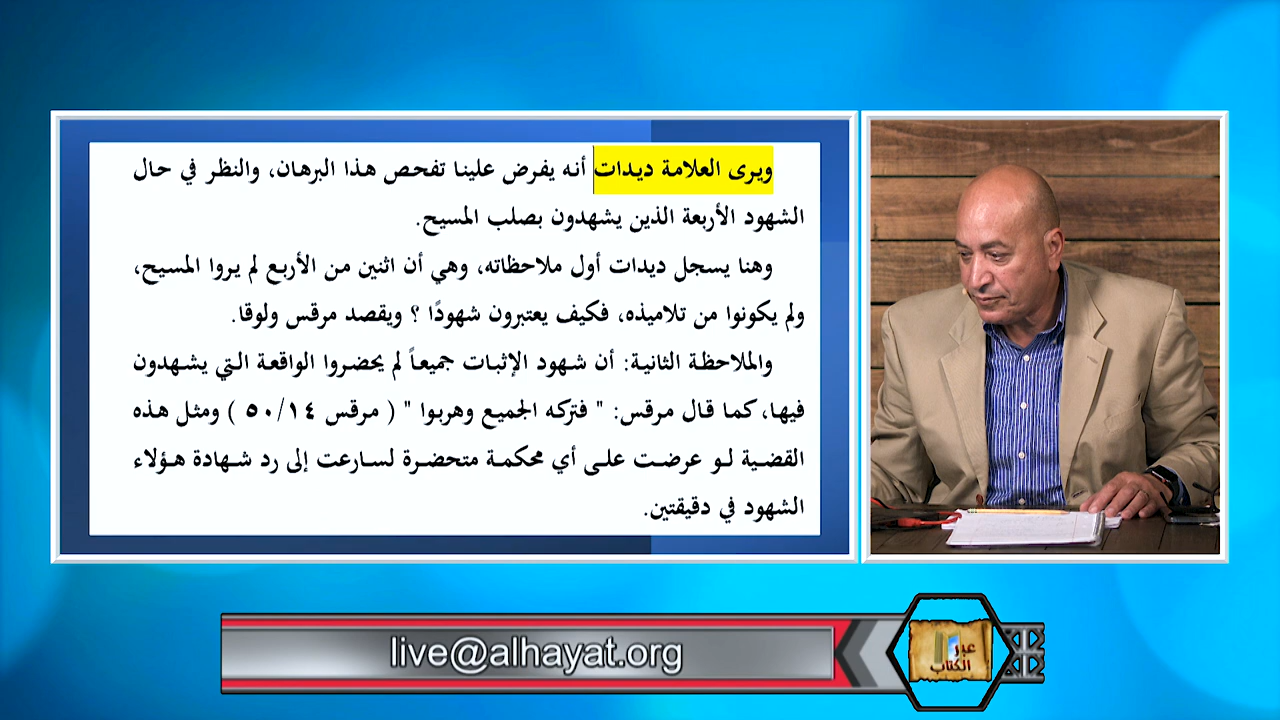 ويرى العلامة ديدات أنه يفرض علينا تفحص هذا البرهان، والنظر في حال
الشهود الأربعة الذين يشهدون بصلب المسيح.
وهنا يسجل ديدات أول ملاحظاته، وهي أن اثنين من الأربع لم يروا المسيح،
ولم يكونوا من تلاميذه، فكيف يعتبرون شهودًا ؟ ويقصد مرقس ولوقا.
والملاحظة الثانية: أن شهود الإثبات جميعاً لم يحضروا الواقعة التي يشهدون
فيها، كما قال مرقس: " فتركه الجميع وهربوا " ( مرقس ١٤/٥٠ ) ومثل هذه
القضية لو عرضت على أي محكمة متحضرة لسارعت إلى رد شهادة هؤلاء
الشهود في دقيقتين.
live@alhayat.org
عبر
الكتاب